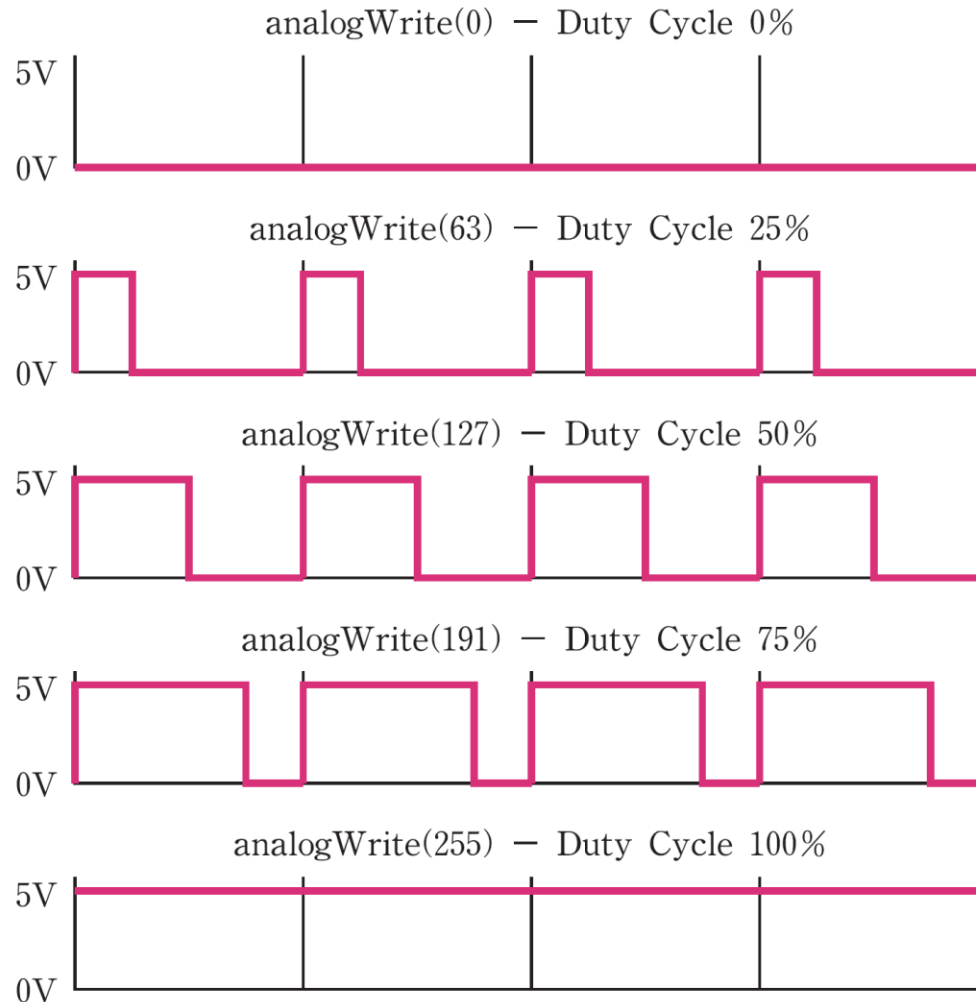 analogWrite(0) − Duty Cycle 0%
5V
0V
analogWrite(63) − Duty Cycle 25%
5V
0V
analogWrite(127) − Duty Cycle 50%
5V
0V
analogWrite(191) − Duty Cycle 75%
5V
0V
analogWrite(255) − Duty Cycle 100%
5V
0V